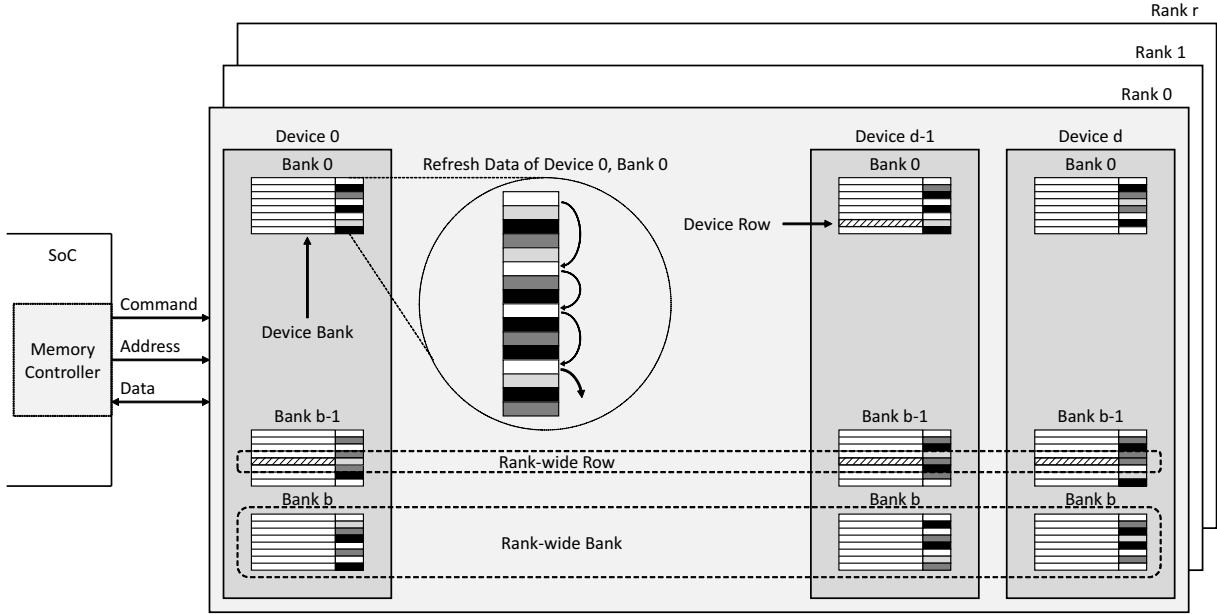 Rank r
Rank 1
Rank 0
Device 0
Device d-1
Device d
Bank 0
Refresh Data of Device 0, Bank 0
Bank 0
Bank 0
Device Row
SoC
Command
Device Bank
Memory
Controller
Address
Data
Bank b-1
Bank b-1
Bank b-1
Rank-wide Row
Bank b
Bank b
Bank b
Rank-wide Bank